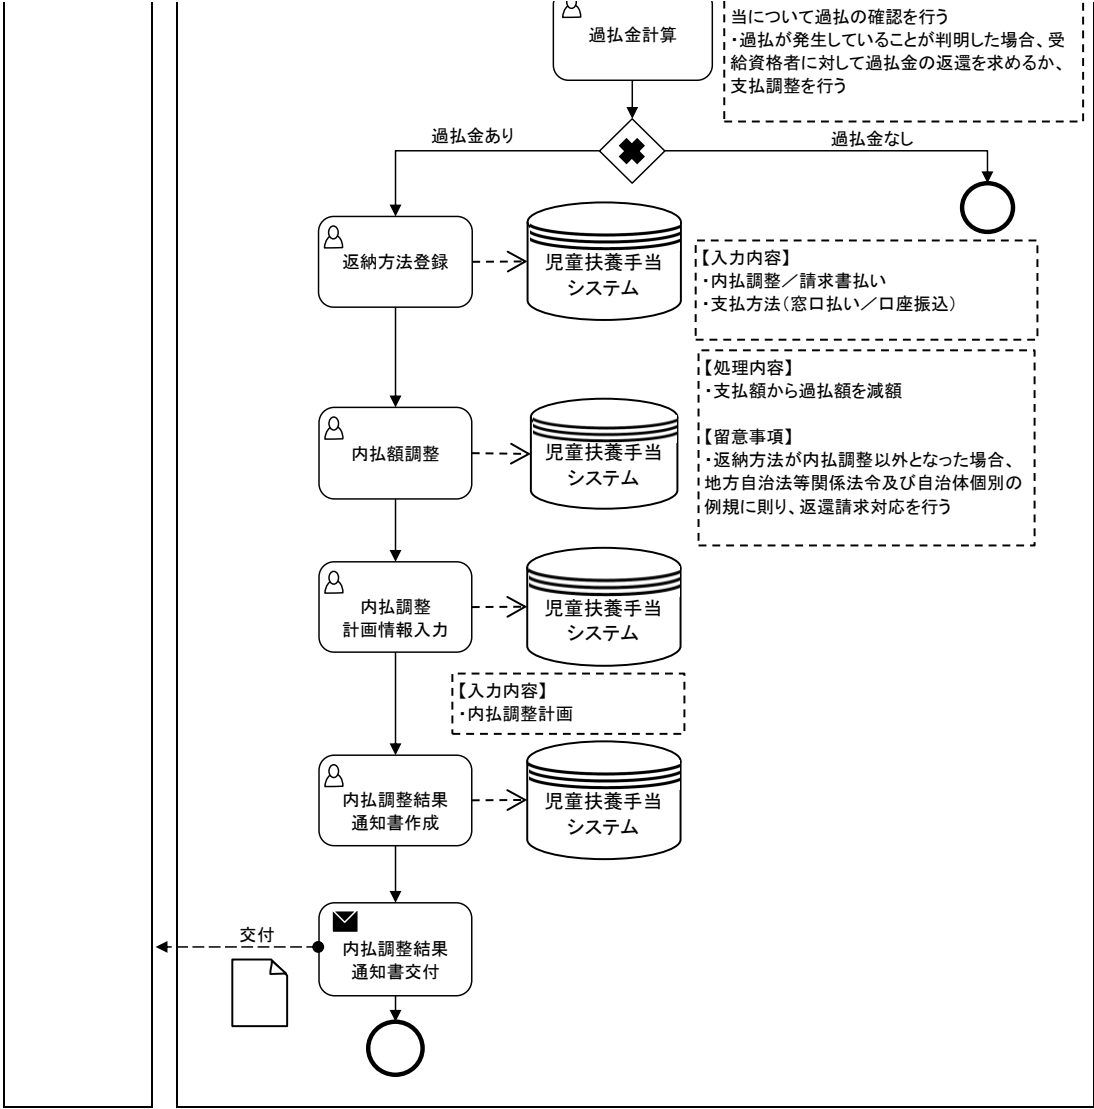 当について過払の確認を行う
・過払が発生していることが判明した場合、受
給資格者に対して過払金の返還を求めるか、
支払調整を行う
過払金計算
過払金あり
過払金なし
返納方法登録
児童扶養手当
システム
【入力内容】
・内払調整／請求書払い
・支払方法（窓口払い／口座振込）
【処理内容】
・支払額から過払額を減額
【留意事項】
・返納方法が内払調整以外となった場合、
地方自治法等関係法令及び自治体個別の
例規に則り、返還請求対応を行う
内払額調整
児童扶養手当
システム
内払調整
計画情報入力
児童扶養手当
システム
【入力内容】
・内払調整計画
内払調整結果
通知書作成
児童扶養手当
システム
交付
内払調整結果
通知書交付